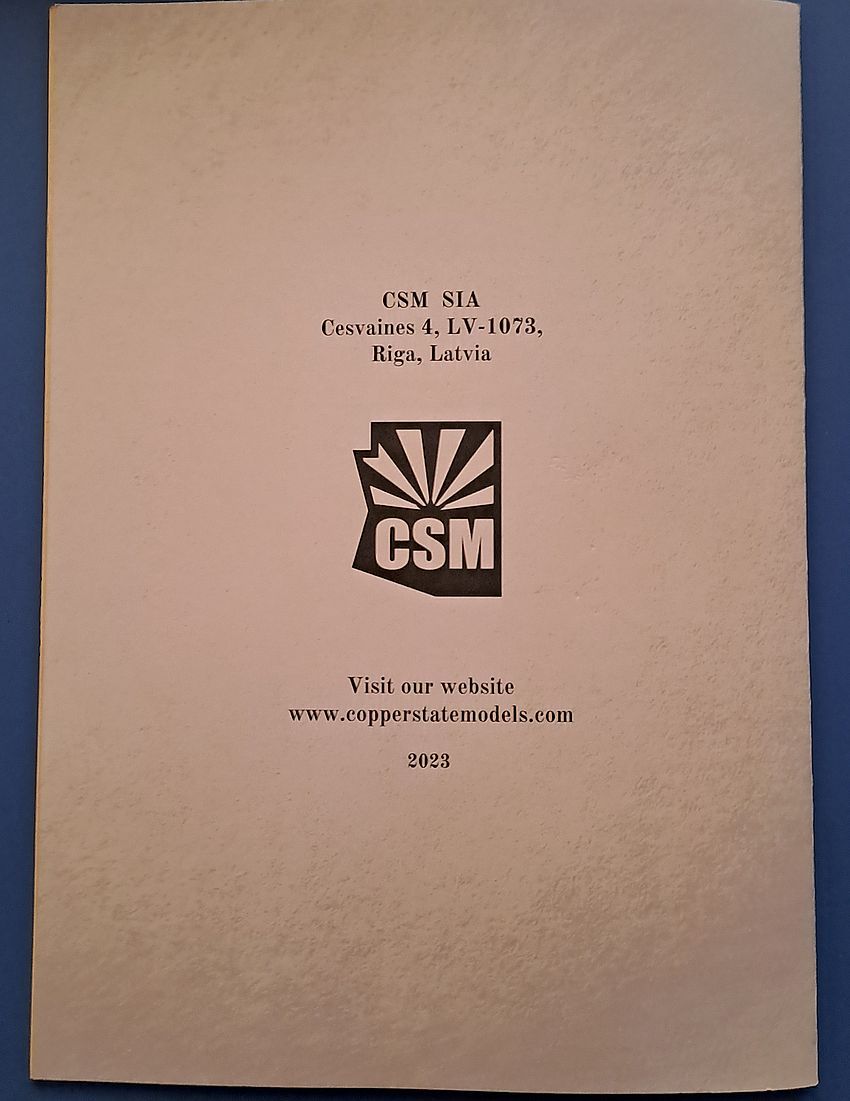 CSM SIA
Cesvaines 4, LV-1073,
Riga, Latvia
CSM
Visit our website
www.copperstatemodels.com
2023